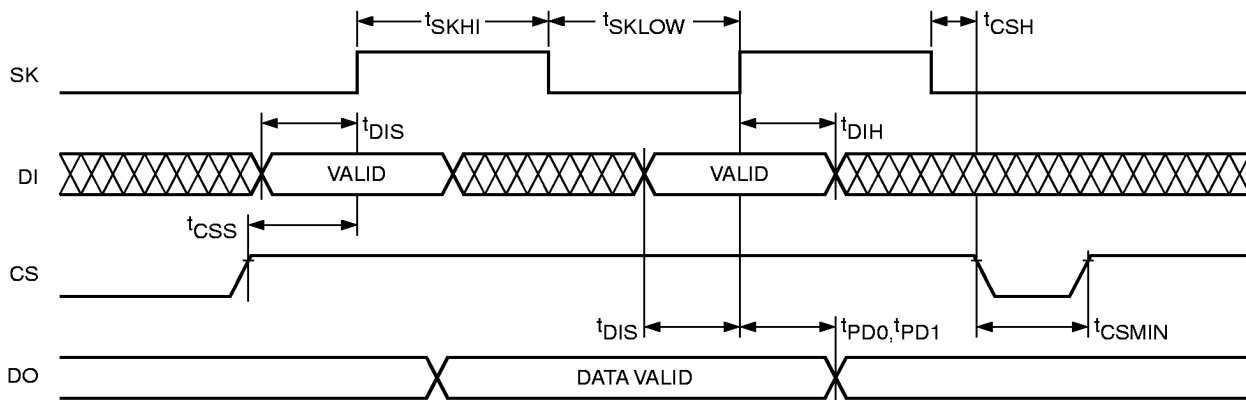 tSKHI
tSKLOW
tCSH
SK
tDIS
tDIH
DI
VALID
VALID
tCSS
CS
tDIS
tPD0,tPD1
tCSMIN
DO
DATA VALID